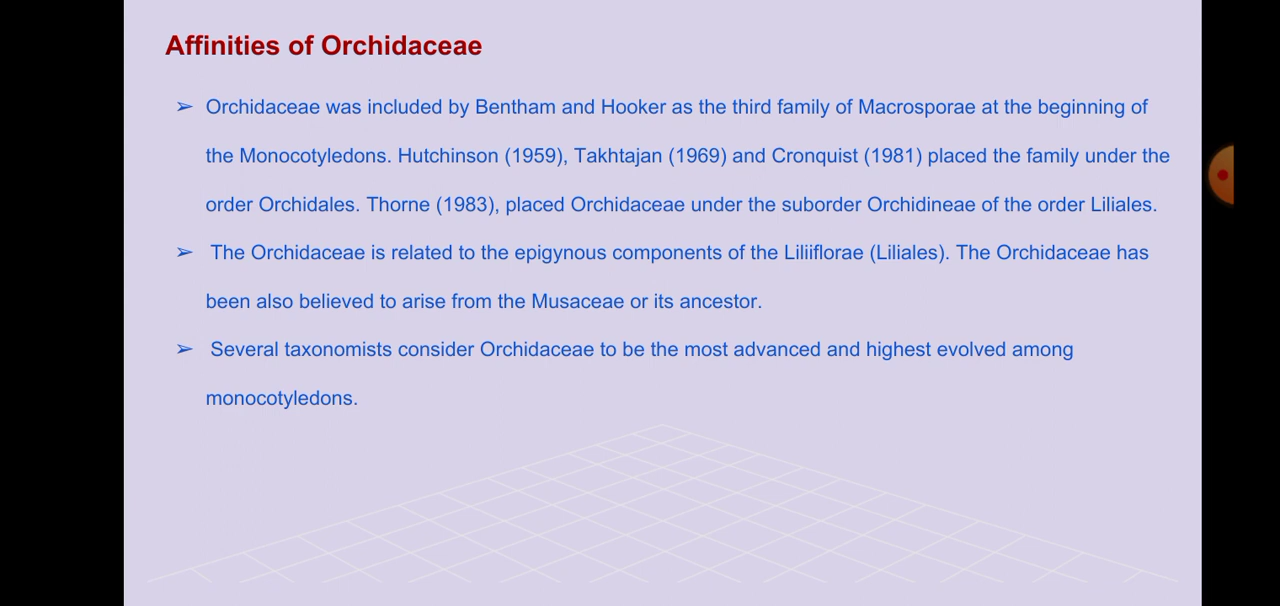 Affinities of Orchidaceae
➢ Orchidaceae was included by Bentham and Hooker as the third family of Macrosporae at the beginning of
the Monocotyledons. Hutchinson (1959), Takhtajan (1969) and Cronquist (1981) placed the family under the
order Orchidales. Thorne (1983), placed Orchidaceae under the suborder Orchidineae of the order Liliales.
➢ The Orchidaceae is related to the epigynous components of the Liliiflorae (Liliales). The Orchidaceae has
been also believed to arise from the Musaceae or its ancestor.
➢ Several taxonomists consider Orchidaceae to be the most advanced and highest evolved among
monocotyledons.